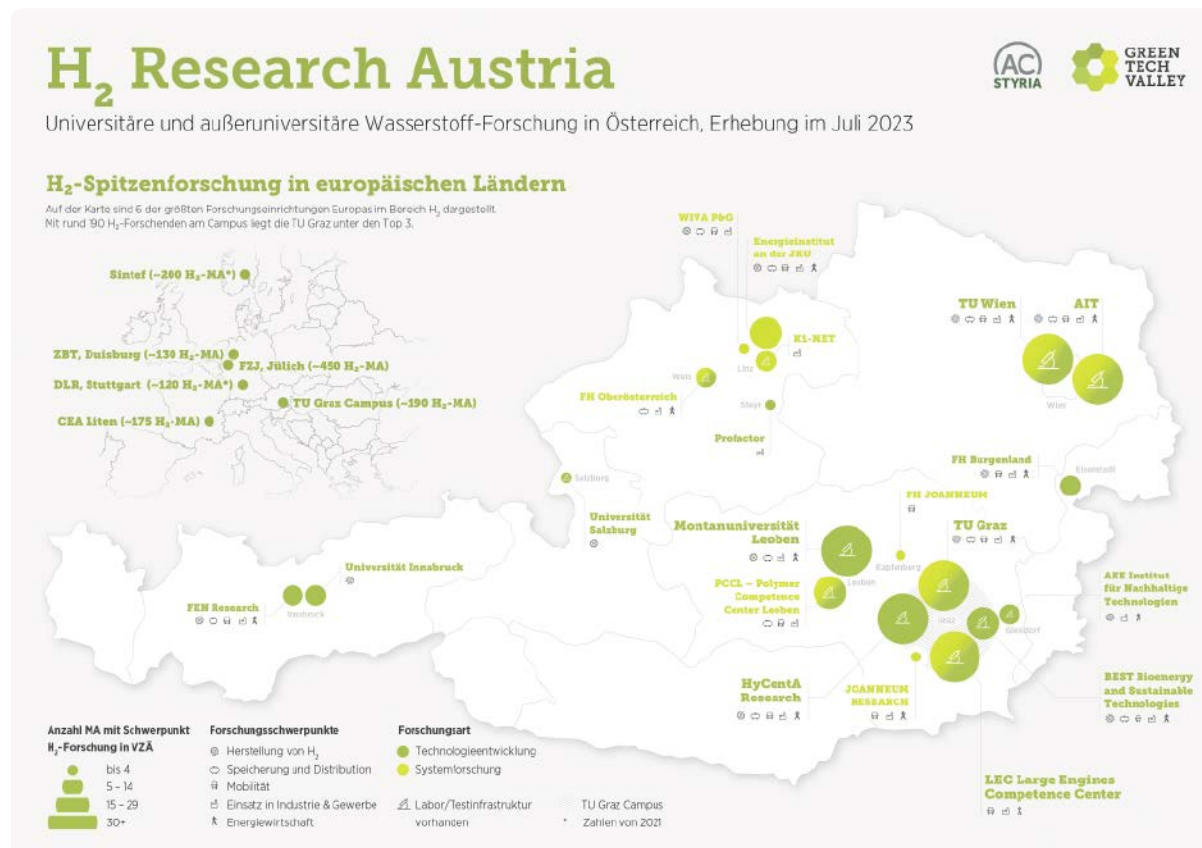 H₂ Research Austria
Universitäre und außeruniversitäre Wasserstoff-Forschung in Österreich, Erhebung im Juli 2023
AC
STYRIA
GREEN
TECH
VALLEY
H₂-Spitzenforschung in europäischen Ländern
Auf der Karte sind 6 der größten Forschungseinrichtungen Europas im Bereich H₂ dargestellt.
Mit rund 190 H₂-Forschenden am Campus liegt die TU Graz unter den Top 3.
Sintef (~200 H₂-MA*)
ZBT, Duisburg (~130 H₂-MA)
FZJ, Jülich (~450 H₂-MA)
DLR, Stuttgart (~120 H₂-MA*)
TU Graz Campus (~190 H₂-MA)
CEA Liten (~175 H₂-MA)
WIVA P&G
Energieinstitut
an der JKU
K1-NET
Linz
Wels
FH Oberösterreich
Steyr
Profactor
TU Wien
AIT
Wien
Salzburg
Universität
Salzburg
FH Burgenland
Eisenstadt
FH JOANNEUM
Montanuniversität
Leoben
TU Graz
Kapfenberg
Leoben
PCCL – Polymer
Competence
Center Leoben
Graz
Gleisdorf
AEE Institut
für Nachhaltige
Technologien
Universität Innsbruck
FEN Research
Innsbruck
HyCentA
Research
JOANNEUM
RESEARCH
BEST Bioenergy
and Sustainable
Technologies
LEC Large Engines
Competence Center
Anzahl MA mit Schwerpunkt
H₂-Forschung in VZÄ
bis 4
5 – 14
15 – 29
30+
Forschungsschwerpunkte
Herstellung von H₂
Speicherung und Distribution
Mobilität
Einsatz in Industrie & Gewerbe
Energiewirtschaft
Forschungsart
Technologieentwicklung
Systemforschung
Labor/Testinfrastruktur
vorhanden
TU Graz Campus
* Zahlen von 2021